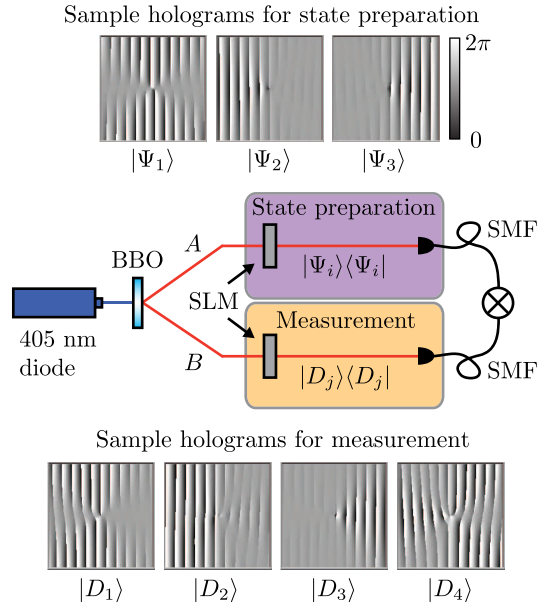 Sample holograms for state preparation
2π
0
|Ψ₁⟩ |Ψ₂⟩ |Ψ₃⟩
State preparation
A
SMF
BBO
|Ψᵢ⟩⟨Ψᵢ|
SLM
Measurement
405 nm
diode
B
|Dⱼ⟩⟨Dⱼ|
SMF
Sample holograms for measurement
|D₁⟩ |D₂⟩ |D₃⟩ |D₄⟩